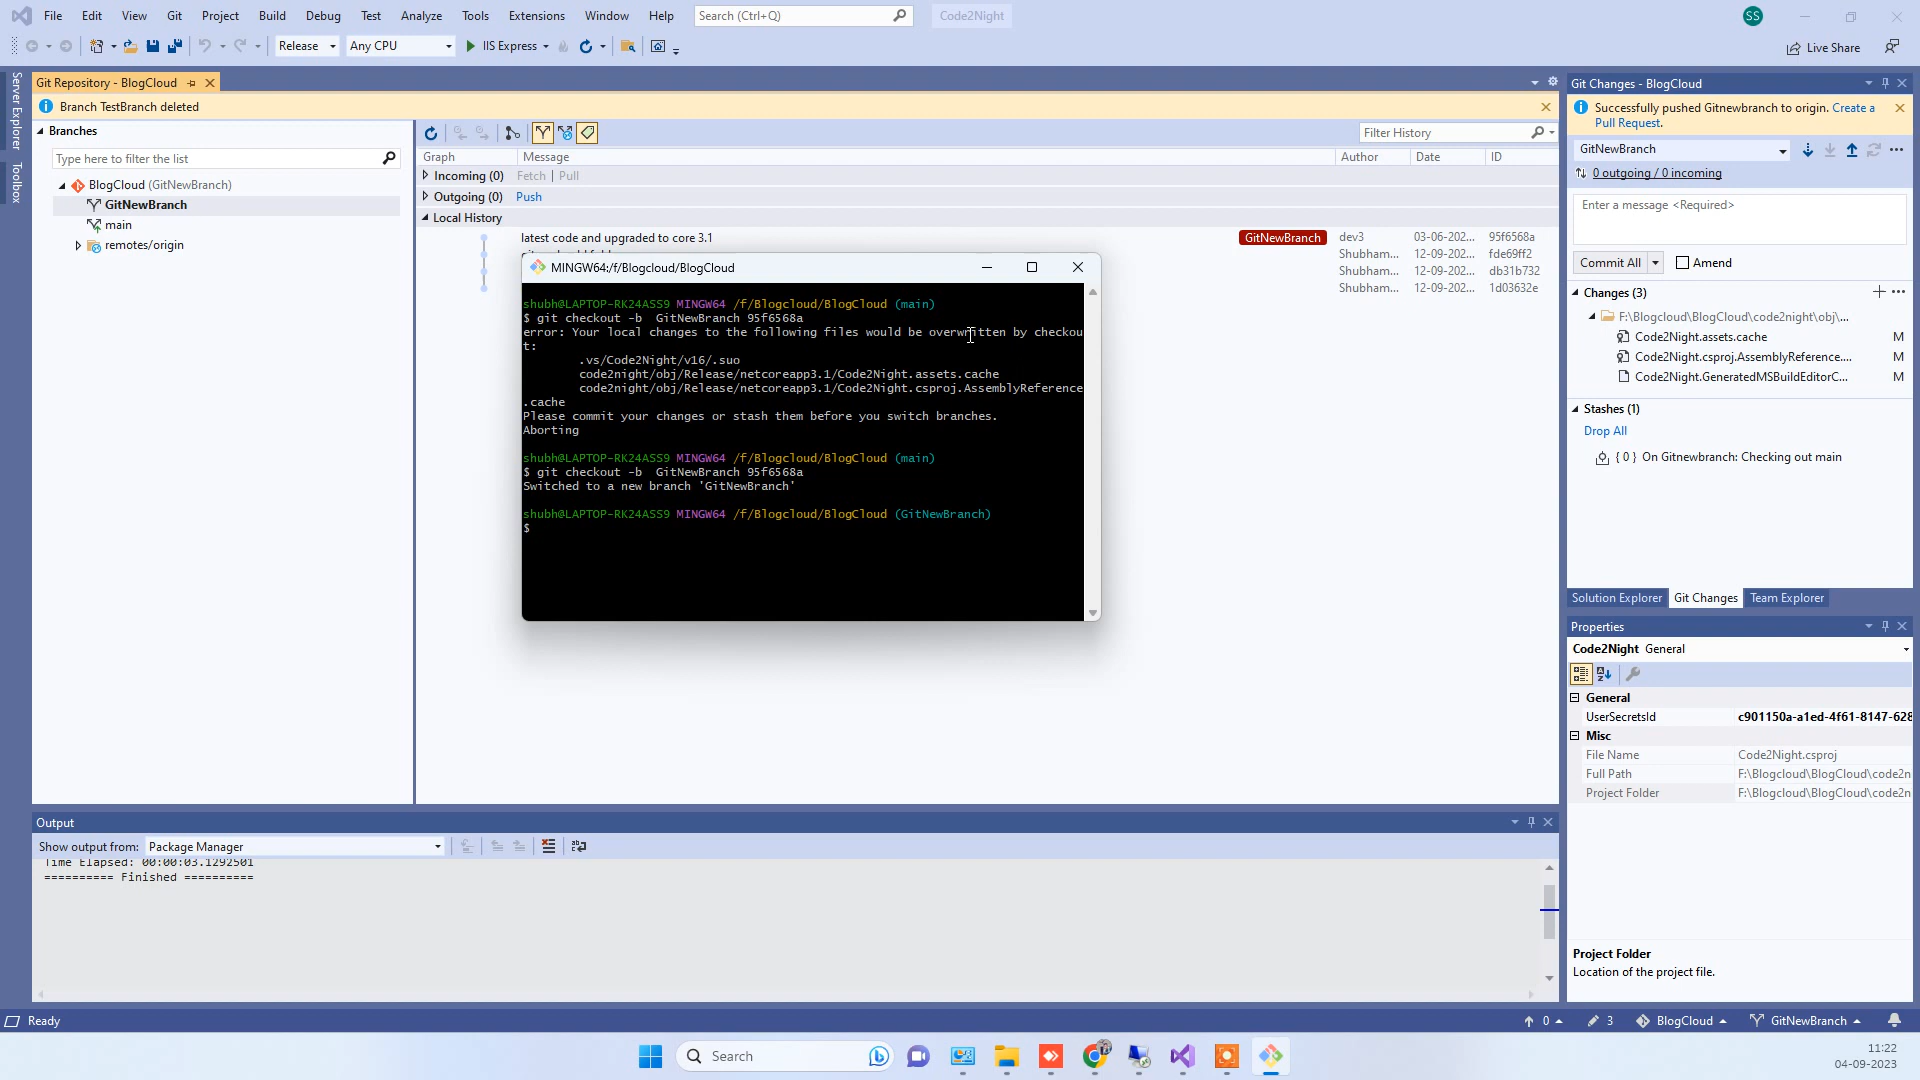 File Edit View Git Project Build Debug Test Analyze Tools Extensions Window Help Search (Ctrl+Q) Code2Night SS
Release Any CPU IIS Express Live Share
Server Explorer
Toolbox
Git Repository - BlogCloud
Branch TestBranch deleted
Branches
Type here to filter the list
BlogCloud (GitNewBranch)
GitNewBranch
main
remotes/origin
Filter History
Graph Message Author Date ID
Incoming (0) Fetch | Pull
Outgoing (0) Push
Local History
latest code and upgraded to core 3.1 GitNewBranch dev3 03-06-202... 95f6568a
Shubham... 12-09-202... fde69ff2
Shubham... 12-09-202... db31b732
Shubham... 12-09-202... 1d03632e
MINGW64:/f/Blogcloud/BlogCloud
shubh@LAPTOP-RK24ASS9 MINGW64 /f/Blogcloud/BlogCloud (main)
$ git checkout -b  GitNewBranch 95f6568a
error: Your local changes to the following files would be overwritten by checkou
t:
.vs/Code2Night/v16/.suo
code2night/obj/Release/netcoreapp3.1/Code2Night.assets.cache
code2night/obj/Release/netcoreapp3.1/Code2Night.csproj.AssemblyReference
.cache
Please commit your changes or stash them before you switch branches.
Aborting
shubh@LAPTOP-RK24ASS9 MINGW64 /f/Blogcloud/BlogCloud (main)
$ git checkout -b  GitNewBranch 95f6568a
Switched to a new branch 'GitNewBranch'
shubh@LAPTOP-RK24ASS9 MINGW64 /f/Blogcloud/BlogCloud (GitNewBranch)
$
Git Changes - BlogCloud
Successfully pushed Gitnewbranch to origin. Create a
Pull Request.
GitNewBranch
0 outgoing / 0 incoming
Enter a message <Required>
Commit All Amend
Changes (3)
F:\Blogcloud\BlogCloud\code2night\obj\...
Code2Night.assets.cache M
Code2Night.csproj.AssemblyReference.... M
Code2Night.GeneratedMSBuildEditorC... M
Stashes (1)
Drop All
{ 0 } On Gitnewbranch: Checking out main
Solution Explorer Git Changes Team Explorer
Properties
Code2Night General
General
UserSecretsId c901150a-a1ed-4f61-8147-628
Misc
File Name Code2Night.csproj
Full Path F:\Blogcloud\BlogCloud\code2n
Project Folder F:\Blogcloud\BlogCloud\code2n
Project Folder
Location of the project file.
Output
Show output from: Package Manager
Time Elapsed: 00:00:03.1292501
========== Finished ==========
Ready 0 3 BlogCloud GitNewBranch
Search
11:22
04-09-2023